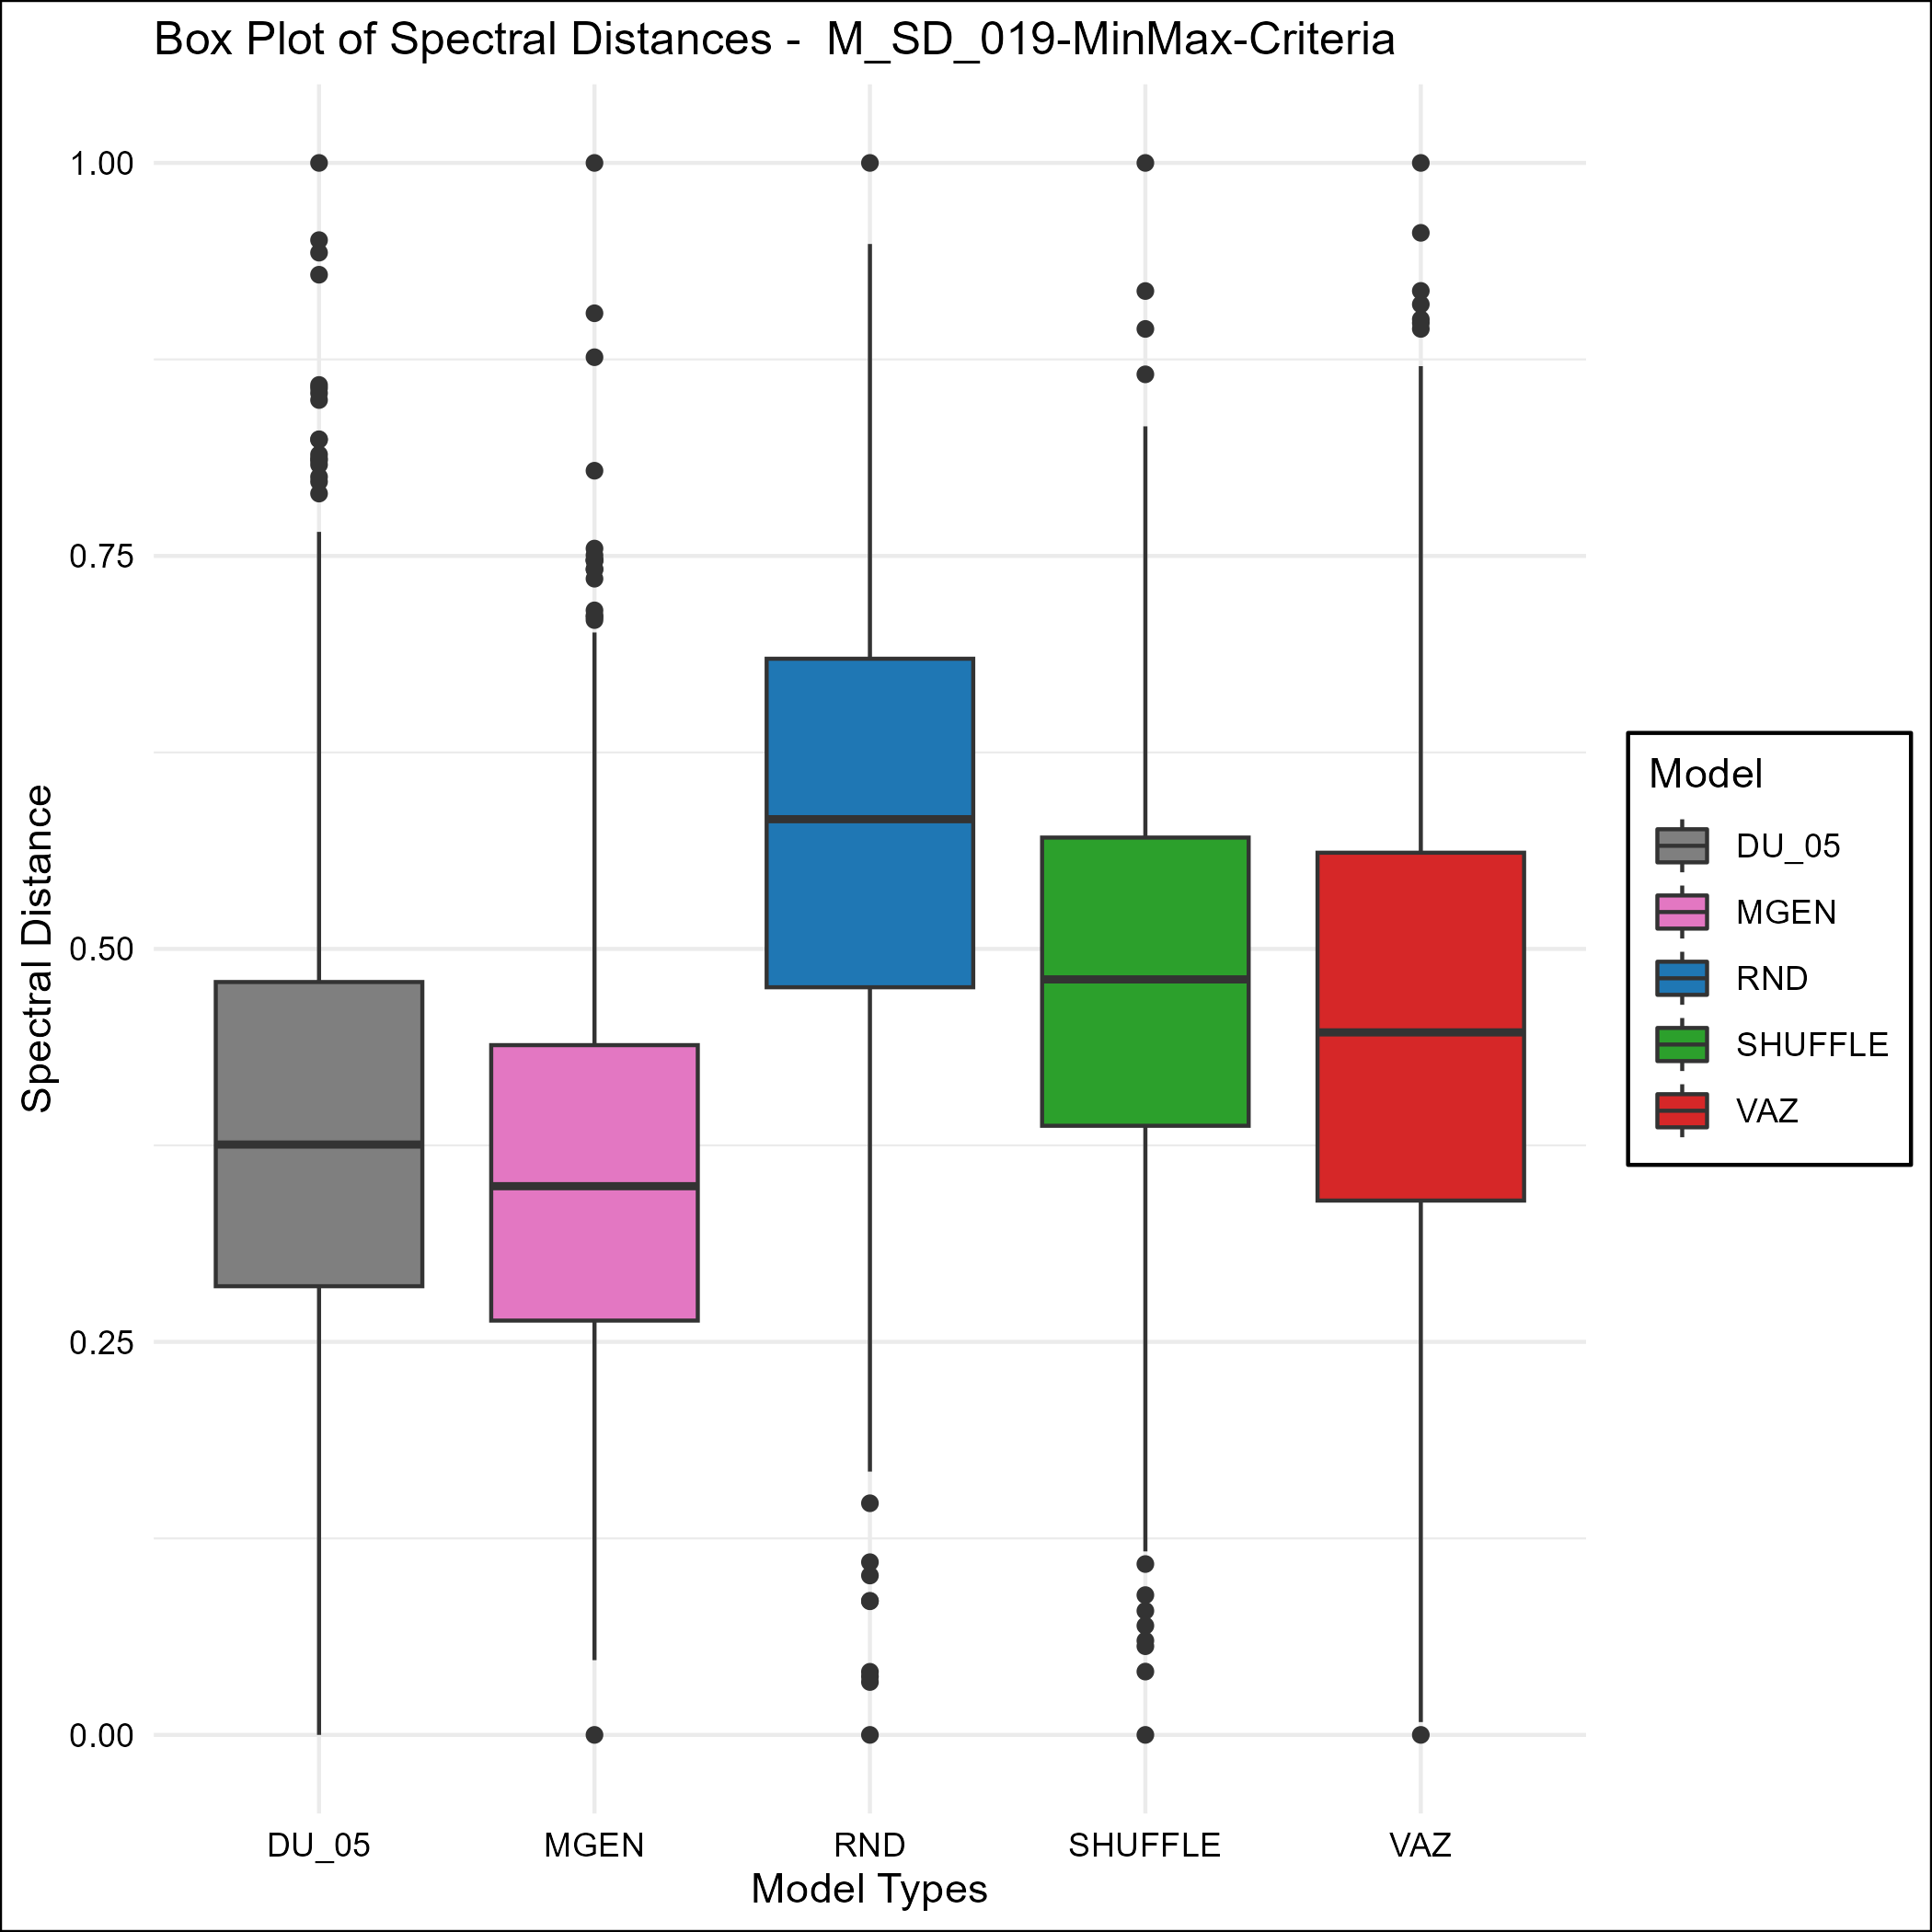 Box Plot of Spectral Distances -  M_SD_019-MinMax-Criteria
1.00
0.75
0.50
0.25
0.00
Spectral Distance
DU_05
MGEN
RND
SHUFFLE
VAZ
Model Types
Model
DU_05
MGEN
RND
SHUFFLE
VAZ